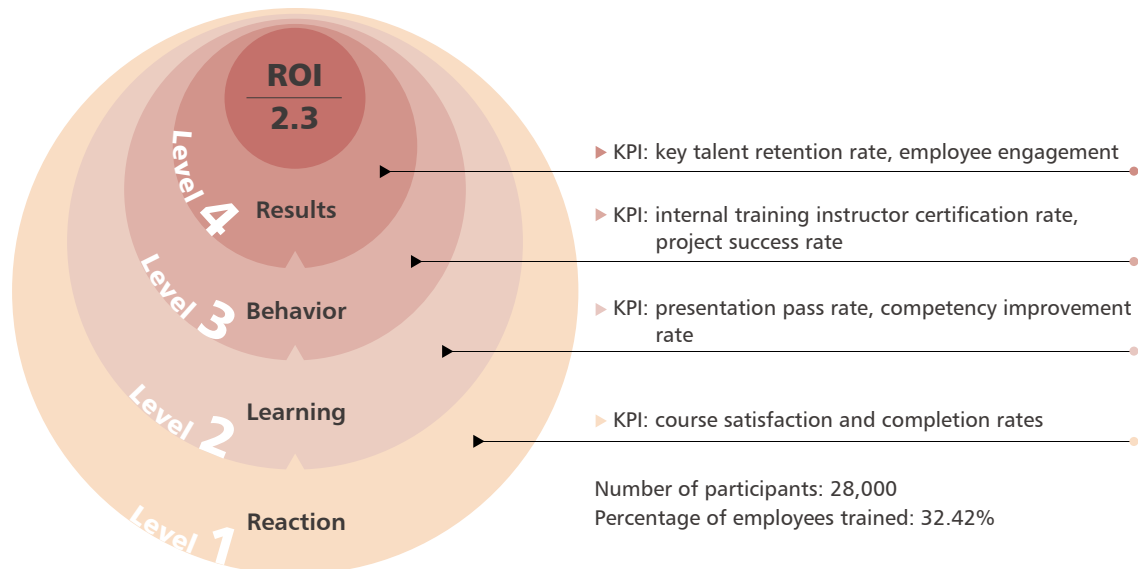 ROI
2.3
Level 4
Results
Level 3
Behavior
Level 2
Learning
Level 1
Reaction
KPI: key talent retention rate, employee engagement
KPI: internal training instructor certification rate,
project success rate
KPI: presentation pass rate, competency improvement
rate
KPI: course satisfaction and completion rates
Number of participants: 28,000
Percentage of employees trained: 32.42%